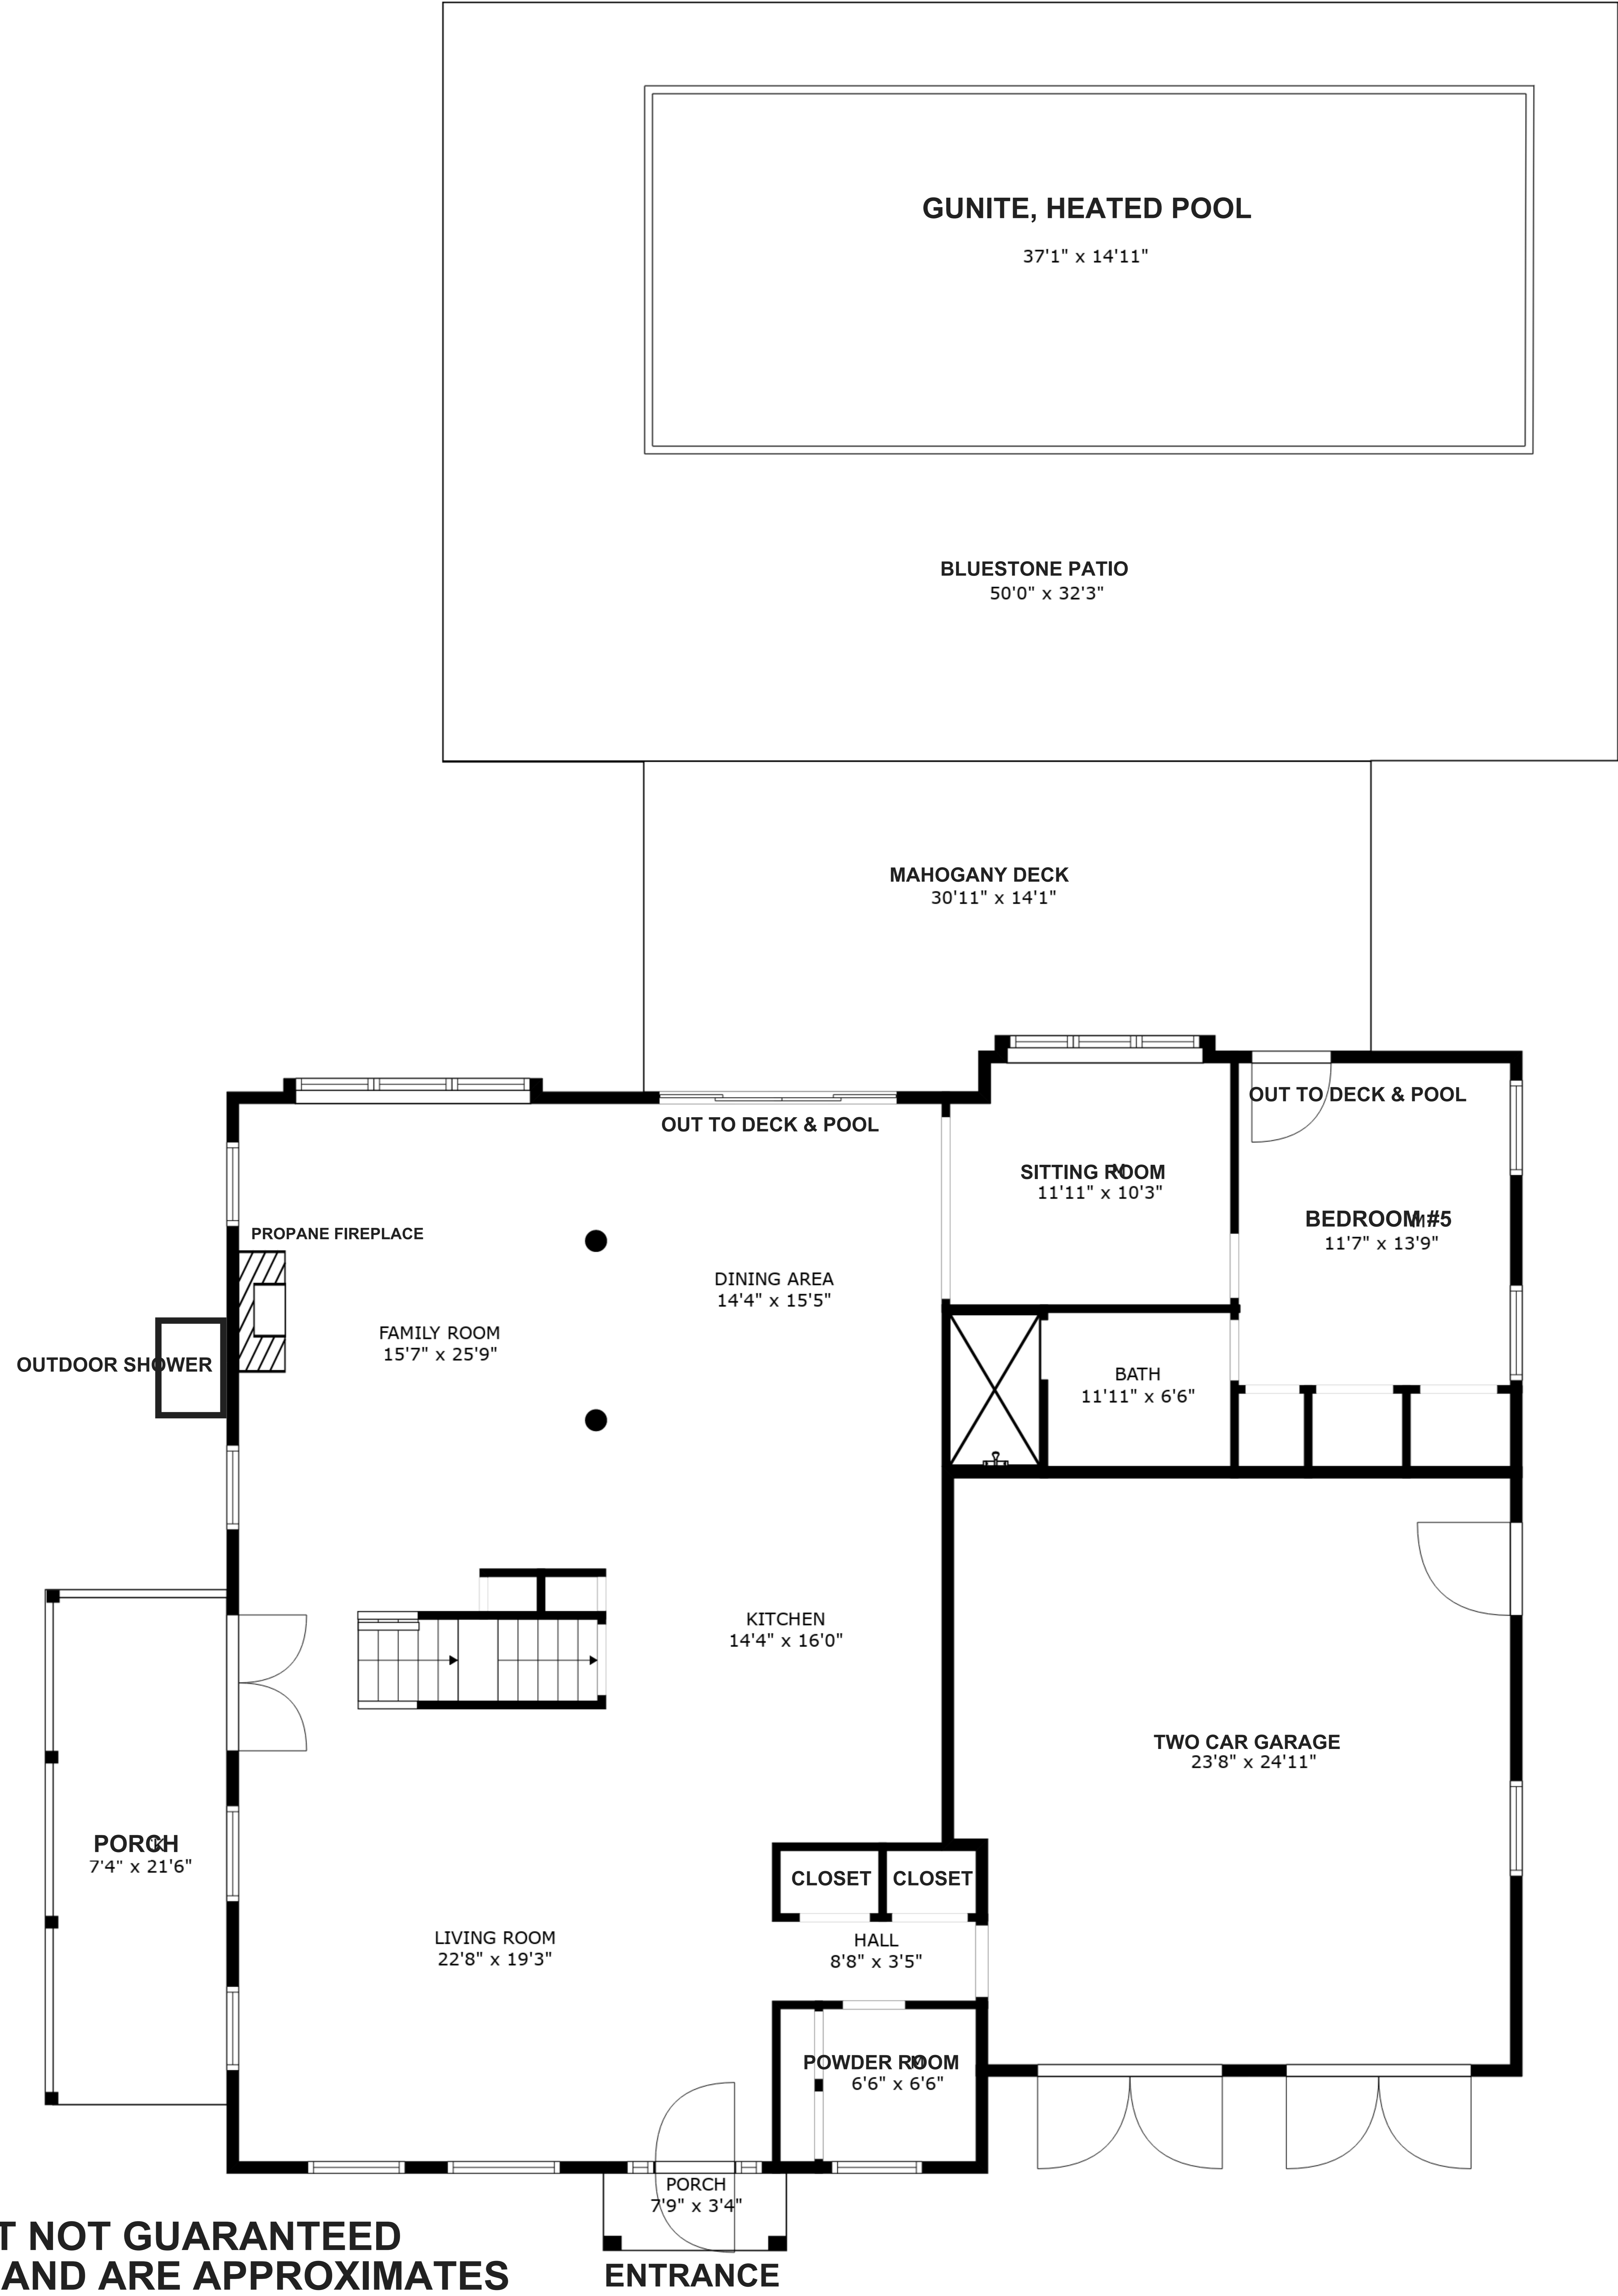 GUNITE, HEATED POOL
37'1" x 14'11"
BLUESTONE PATIO
50'0" x 32'3"
MAHOGANY DECK
30'11" x 14'1"
OUT TO DECK & POOL
OUT TO DECK & POOL
SITTING ROOM
11'11" x 10'3"
BEDROOM #5
11'7" x 13'9"
PROPANE FIREPLACE
DINING AREA
14'4" x 15'5"
FAMILY ROOM
15'7" x 25'9"
OUTDOOR SHOWER
BATH
11'11" x 6'6"
KITCHEN
14'4" x 16'0"
TWO CAR GARAGE
23'8" x 24'11"
PORCH
7'4" x 21'6"
CLOSET
CLOSET
LIVING ROOM
22'8" x 19'3"
HALL
8'8" x 3'5"
POWDER ROOM
6'6" x 6'6"
PORCH
7'9" x 3'4"
T NOT GUARANTEED
AND ARE APPROXIMATES
ENTRANCE